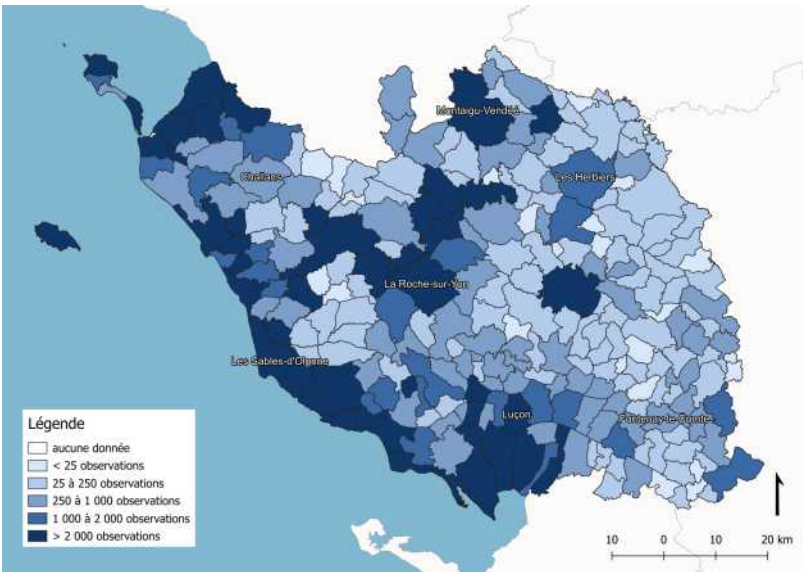 Montaigu-Vendée
Challans
Les Herbiers
La Roche-sur-Yon
Les Sables-d'Olonne
Luçon
Fontenay-le-Comte
Légende
aucune donnée
< 25 observations
25 à 250 observations
250 à 1 000 observations
1 000 à 2 000 observations
> 2 000 observations
10 0 10 20 km